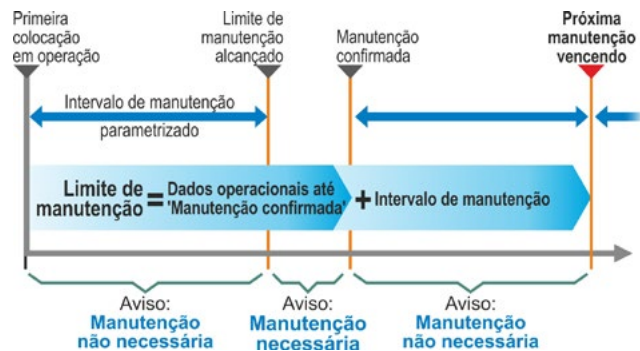 Primeira
colocação
em operação
Limite de
manutenção
alcançado
Manutenção
confirmada
Próxima
manutenção
vencendo
Intervalo de manutenção
parametrizado
Limite de
manutenção
=
Dados operacionais até
'Manutenção confirmada'
+ Intervalo de manutenção
Aviso:
Manutenção
não necessária
Aviso:
Manutenção
necessária
Aviso:
Manutenção
não necessária